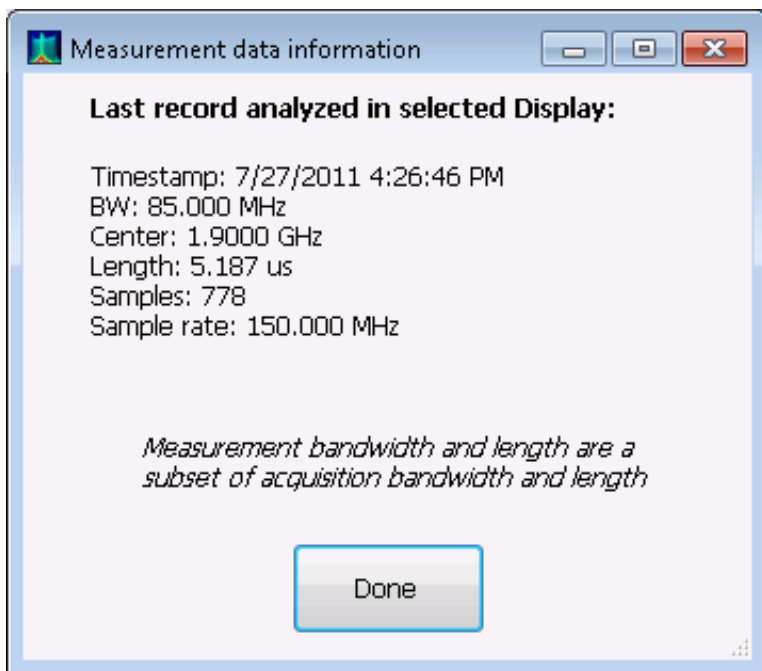 Measurement data information
Last record analyzed in selected Display:
Timestamp: 7/27/2011 4:26:46 PM
BW: 85.000 MHz
Center: 1.9000 GHz
Length: 5.187 us
Samples: 778
Sample rate: 150.000 MHz
Measurement bandwidth and length are a
subset of acquisition bandwidth and length
Done